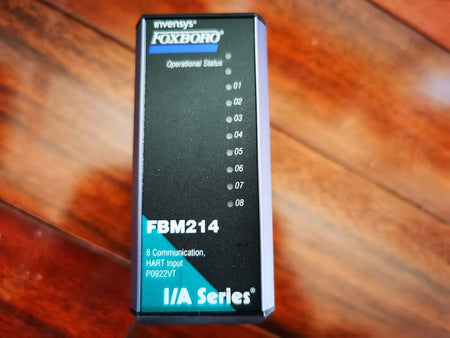 invensys®
FOXBORO®
Operational Status
01
02
03
04
05
06
07
08
FBM214
8 Communication,
HART Input
P0922VT
I/A Series®